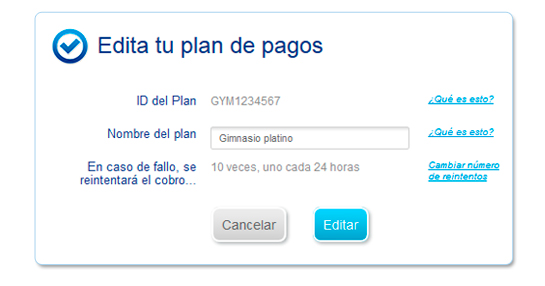 Edita tu plan de pagos
ID del Plan GYM1234567 ¿Qué es esto?
Nombre del plan Gimnasio platino ¿Qué es esto?
En caso de fallo, se 10 veces, uno cada 24 horas Cambiar número
reintentará el cobro... de reintentos
Cancelar Editar